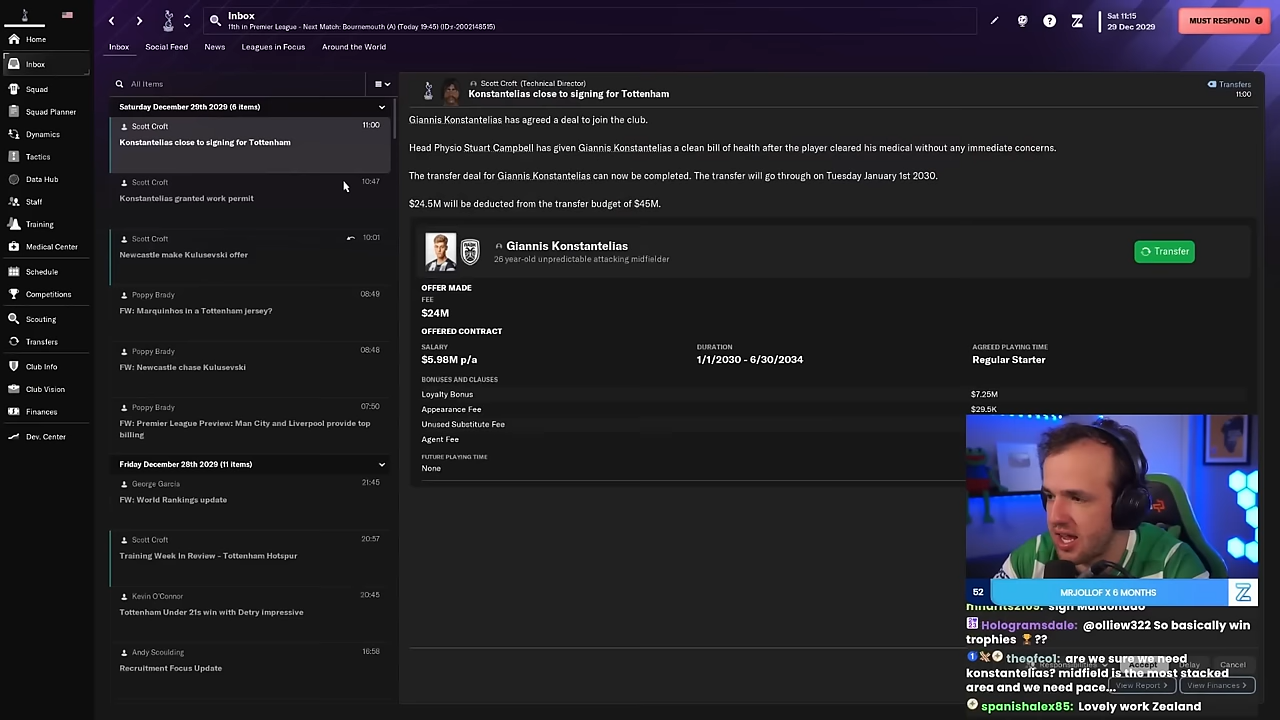 Inbox
11th in Premier League - Next Match: Bournemouth (A) (Today 19:45) (ID:r-2002148515)
Sat 11:15
29 Dec 2029
MUST RESPOND
Inbox
Social Feed
News
Leagues in Focus
Around the World
Home
Inbox
Squad
Squad Planner
Dynamics
Tactics
Data Hub
Staff
Training
Medical Center
Schedule
Competitions
Scouting
Transfers
Club Info
Club Vision
Finances
Dev. Center
All Items
Saturday December 29th 2029 (6 items)
Scott Croft 11:00
Konstantelias close to signing for Tottenham
Scott Croft 10:47
Konstantelias granted work permit
Scott Croft 10:01
Newcastle make Kulusevski offer
Poppy Brady 08:49
FW: Marquinhos in a Tottenham jersey?
Poppy Brady 08:48
FW: Newcastle chase Kulusevski
Poppy Brady 07:50
FW: Premier League Preview: Man City and Liverpool provide top
billing
Friday December 28th 2029 (11 items)
George Garcia 21:45
FW: World Rankings update
Scott Croft 20:57
Training Week In Review - Tottenham Hotspur
Kevin O'Connor 20:45
Tottenham Under 21s win with Detry impressive
Andy Scoulding 16:58
Recruitment Focus Update
Scott Croft (Technical Director)
Konstantelias close to signing for Tottenham
Transfers
11:00
Giannis Konstantelias has agreed a deal to join the club.
Head Physio Stuart Campbell has given Giannis Konstantelias a clean bill of health after the player cleared his medical without any immediate concerns.
The transfer deal for Giannis Konstantelias can now be completed. The transfer will go through on Tuesday January 1st 2030.
$24.5M will be deducted from the transfer budget of $45M.
Giannis Konstantelias
26 year-old unpredictable attacking midfielder
Transfer
OFFER MADE
FEE
$24M
OFFERED CONTRACT
SALARY DURATION AGREED PLAYING TIME
$5.98M p/a 1/1/2030 - 6/30/2034 Regular Starter
BONUSES AND CLAUSES
Loyalty Bonus $7.25M
Appearance Fee $29.5K
Unused Substitute Fee
Agent Fee
FUTURE PLAYING TIME
None
52 MRJOLLOF X 6 MONTHS
Hologramsdale: @olliew322 So basically win
trophies 🏆??
theofco1: are we sure we need
konstantelias? midfield is the most stacked
area and we need pace...
spanishalex85: Lovely work Zealand
Responsibilities
Accept
Delay
Cancel
View Report
View Finances